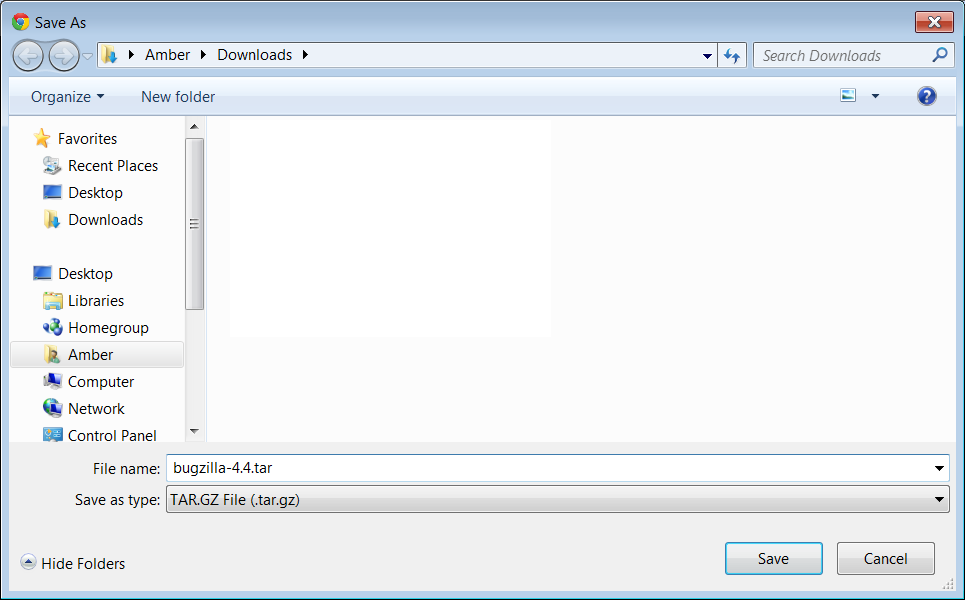 Save As
Amber Downloads
Search Downloads
Organize New folder
?
Favorites
Recent Places
Desktop
Downloads
Desktop
Libraries
Homegroup
Amber
Computer
Network
Control Panel
File name: bugzilla-4.4.tar
Save as type: TAR.GZ File (.tar.gz)
Hide Folders Save Cancel